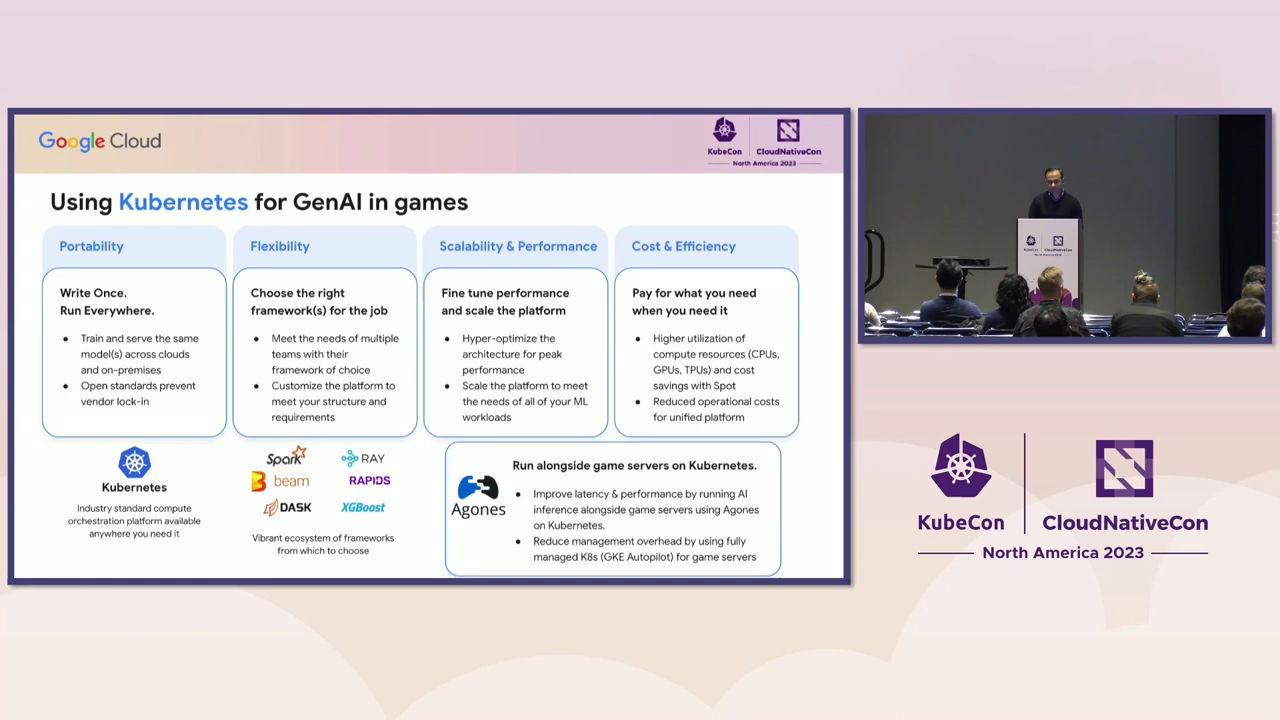 Google Cloud
KubeCon
CloudNativeCon
North America 2023
Using Kubernetes for GenAI in games
Portability
Write Once.
Run Everywhere.
● Train and serve the same
model(s) across clouds
and on-premises
● Open standards prevent
vendor lock-in
Flexibility
Choose the right
framework(s) for the job
● Meet the needs of multiple
teams with their
framework of choice
● Customize the platform to
meet your structure and
requirements
Scalability & Performance
Fine tune performance
and scale the platform
● Hyper-optimize the
architecture for peak
performance
● Scale the platform to meet
the needs of all of your ML
workloads
Cost & Efficiency
Pay for what you need
when you need it
● Higher utilization of
compute resources (CPUs,
GPUs, TPUs) and cost
savings with Spot
● Reduced operational costs
for unified platform
Kubernetes
Industry standard compute
orchestration platform available
anywhere you need it
Spark
RAY
beam
RAPIDS
DASK
XGBoost
Vibrant ecosystem of frameworks
from which to choose
Agones
Run alongside game servers on Kubernetes.
● Improve latency & performance by running AI
inference alongside game servers using Agones
on Kubernetes.
● Reduce management overhead by using fully
managed K8s (GKE Autopilot) for game servers
KubeCon
CloudNativeCon
North America 2023